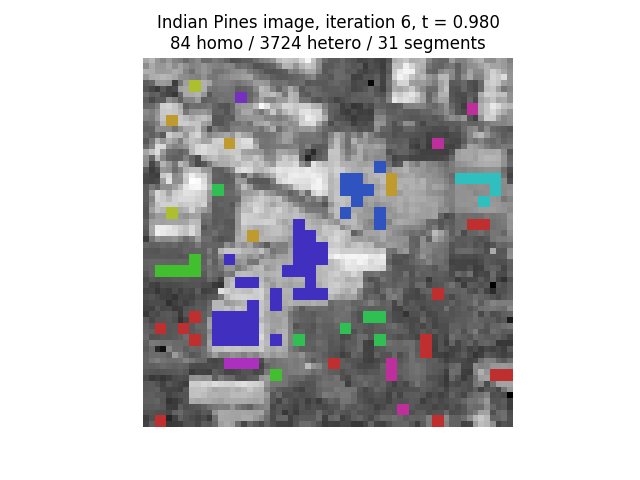 Indian Pines image, iteration 6, t = 0.980
84 homo / 3724 hetero / 31 segments